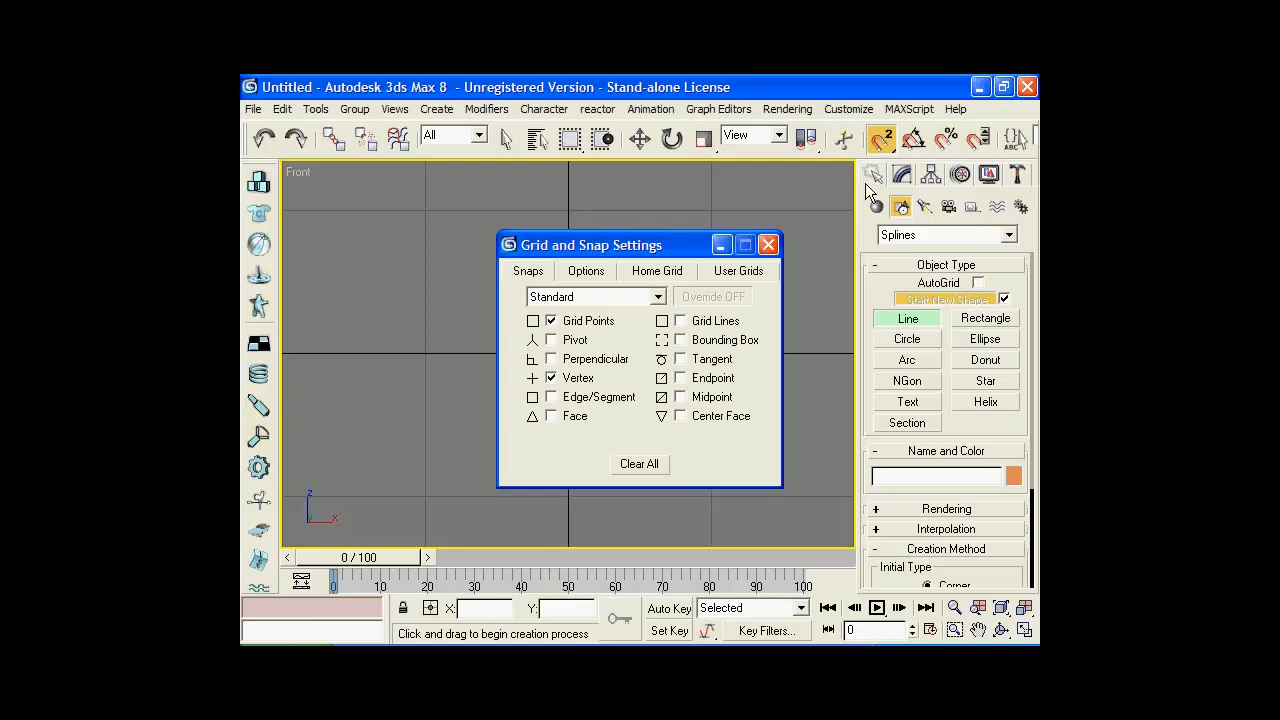 Untitled - Autodesk 3ds Max 8 - Unregistered Version - Stand-alone License
File Edit Tools Group Views Create Modifiers Character reactor Animation Graph Editors Rendering Customize MAXScript Help
All View 2 % {} ABC
Front
Splines
Grid and Snap Settings
Snaps Options Home Grid User Grids
Standard Override OFF
Grid Points Grid Lines
Pivot Bounding Box
Perpendicular Tangent
Vertex Endpoint
Edge/Segment Midpoint
Face Center Face
Clear All
- Object Type
AutoGrid
Start New Shape
Line Rectangle
Circle Ellipse
Arc Donut
NGon Star
Text Helix
Section
- Name and Color
+ Rendering
+ Interpolation
- Creation Method
Initial Type
Corner
z
y x
< 0 / 100 >
10 20 30 40 50 60 70 80 90 100
X: Y: Auto Key Selected
Click and drag to begin creation process Set Key Key Filters... 0